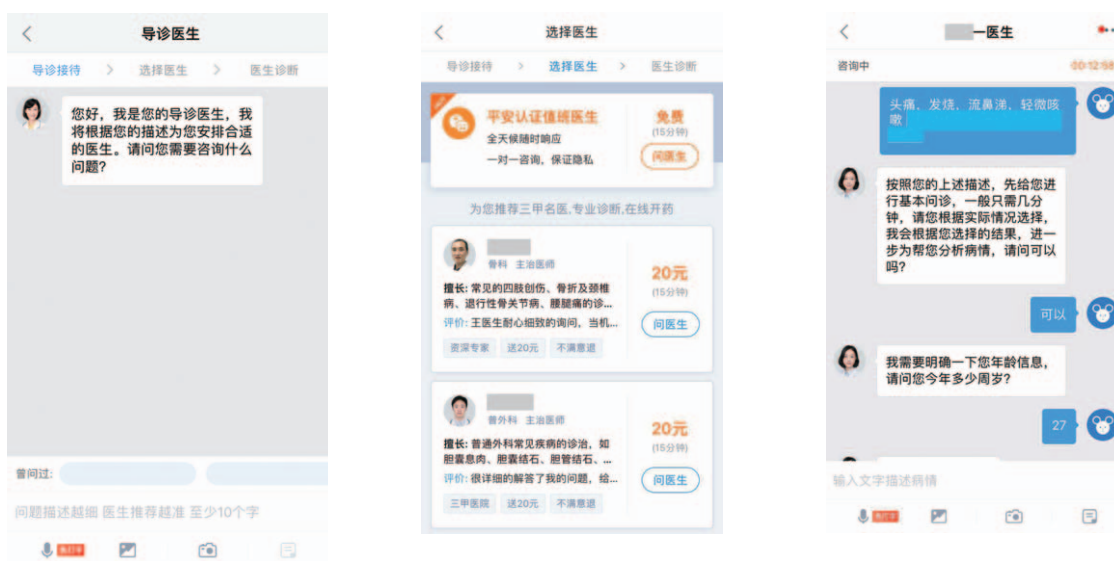 导诊医生
导诊接待 > 选择医生 > 医生诊断
您好，我是您的导诊医生，我
将根据您的描述为您安排合适
的医生。请问您需要咨询什么
问题？
曾问过：
问题描述越细 医生推荐越准 至少10个字
免打字
选择医生
导诊接待 > 选择医生 > 医生诊断
平安认证值班医生
全天候随时响应
一对一咨询，保证隐私
免费
(15分钟)
问医生
为您推荐三甲名医,专业诊断,在线开药
骨科 主治医师
擅长: 常见的四肢创伤、骨折及颈椎
病、退行性骨关节病、腰腿痛的诊...
评价: 王医生耐心细致的询问，当机...
资深专家 送20元 不满意退
20元
(15分钟)
问医生
普外科 主治医师
擅长: 普通外科常见疾病的诊治，如
胆囊息肉、胆囊结石、胆管结石、...
评价: 很详细的解答了我的问题，给...
三甲医院 送20元 不满意退
20元
(15分钟)
问医生
一医生
咨询中
00:12:58
头痛、发烧、流鼻涕、轻微咳
嗽
按照您的上述描述，先给您进
行基本问诊，一般只需几分
钟，请您根据实际情况选择，
我会根据您选择的结果，进一
步为帮您分析病情，请问可以
吗？
可以
我需要明确一下您年龄信息，
请问您今年多少周岁？
27
输入文字描述病情
免打字